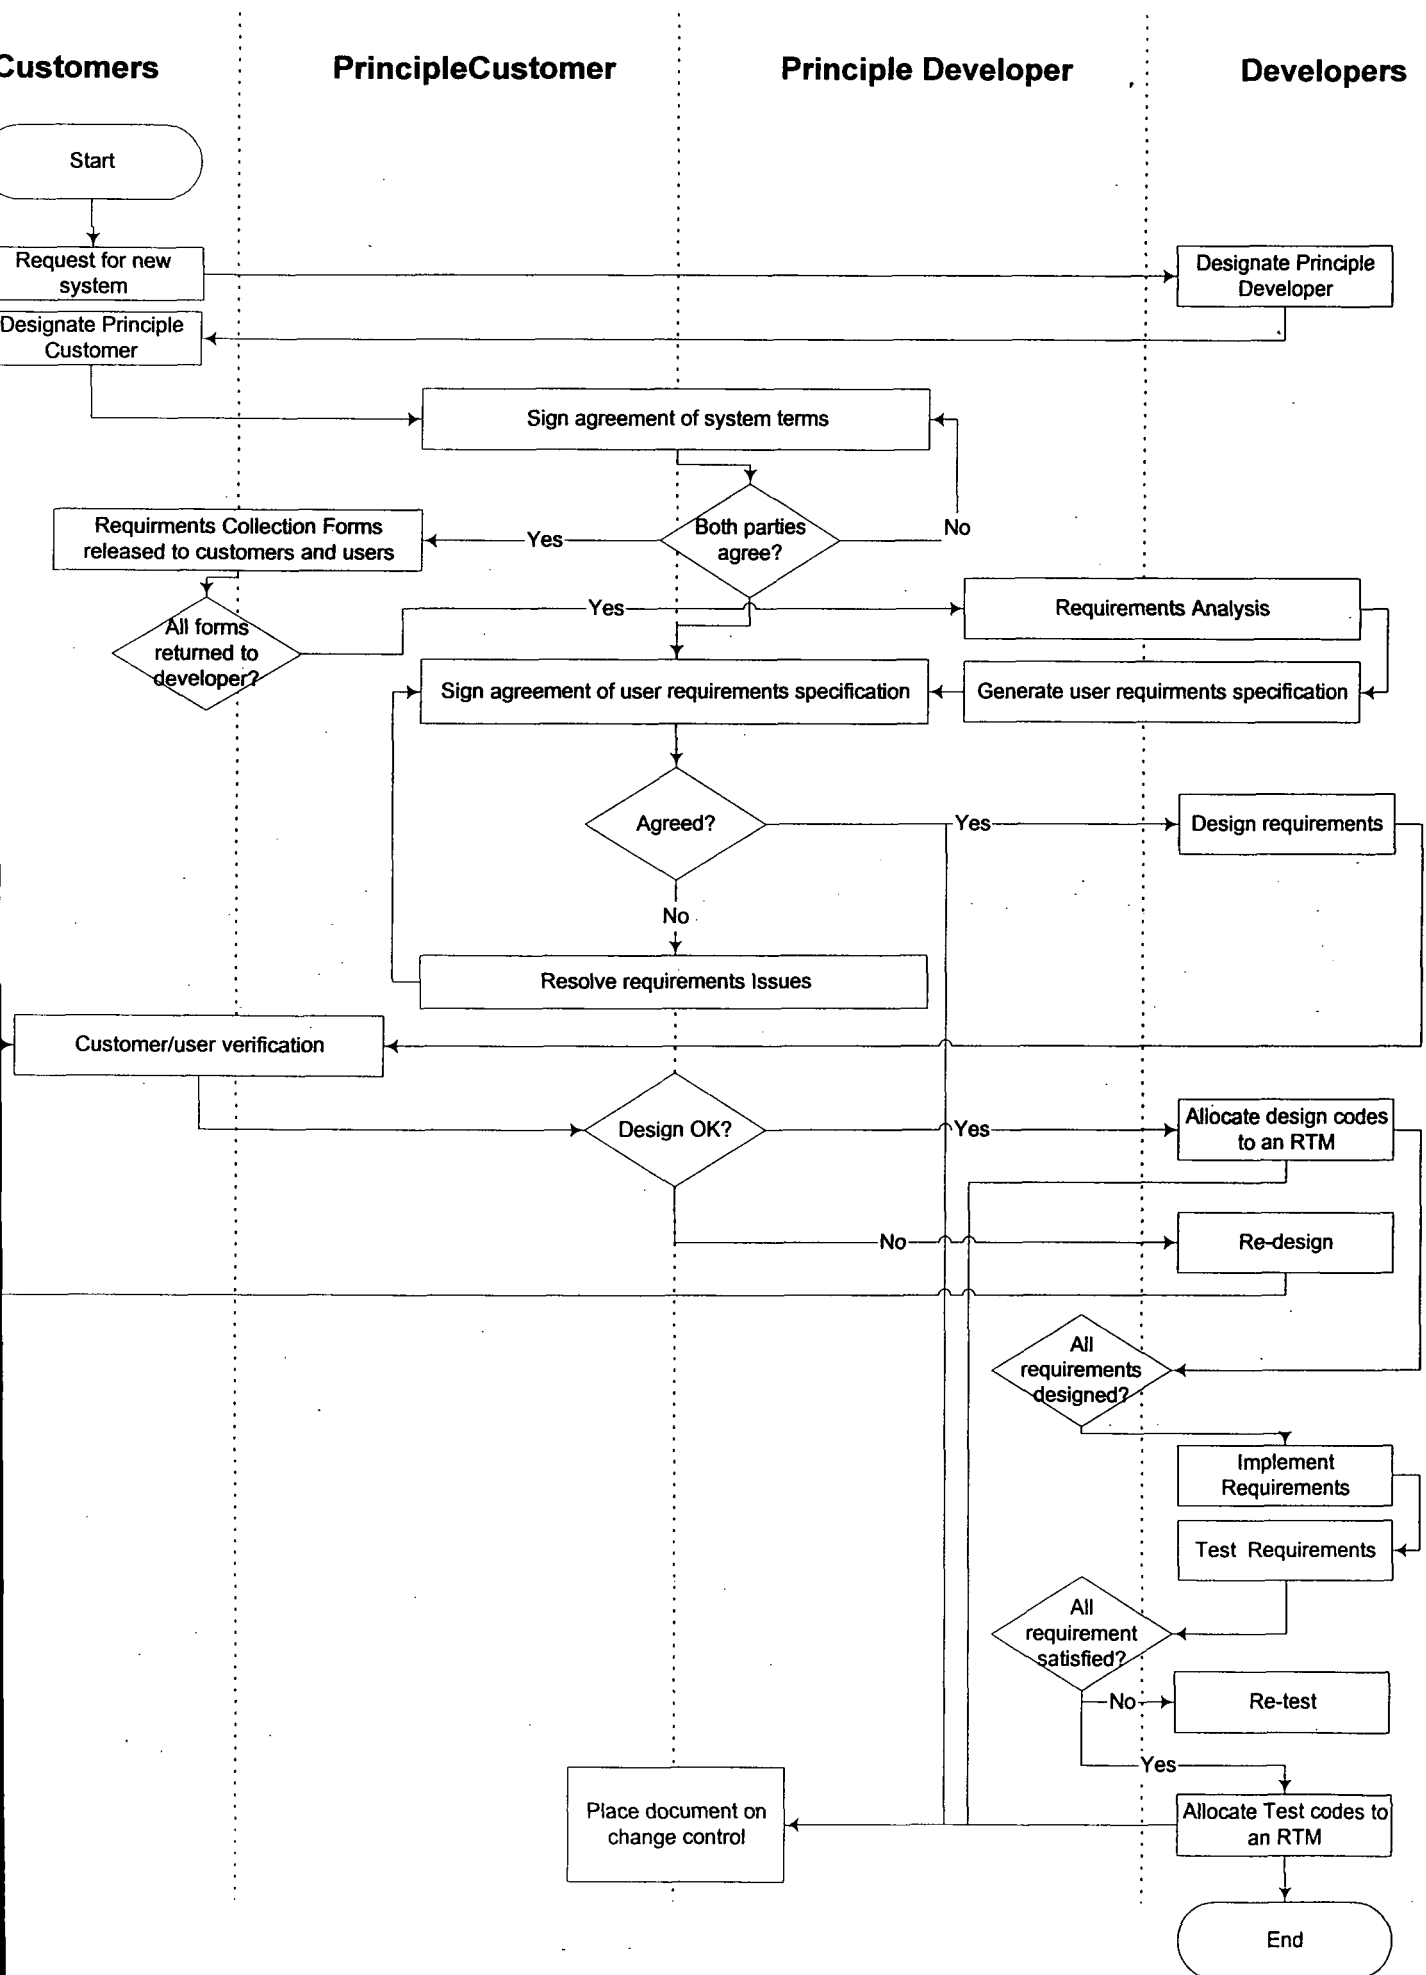 Customers
PrincipleCustomer
Principle Developer
Developers
Start
Request for new
system
Designate Principle
Developer
Designate Principle
Customer
Sign agreement of system terms
Requirments Collection Forms
released to customers and users
Yes
Both parties
agree?
No
All forms
returned to
developer?
Yes
Requirements Analysis
Sign agreement of user requirements specification
Generate user requirments specification
Agreed?
Yes
Design requirements
No
Resolve requirements Issues
Customer/user verification
Design OK?
Yes
Allocate design codes
to an RTM
No
Re-design
All
requirements
designed?
Implement
Requirements
Test Requirements
All
requirement
satisfied?
No
Re-test
Yes
Place document on
change control
Allocate Test codes to
an RTM
End